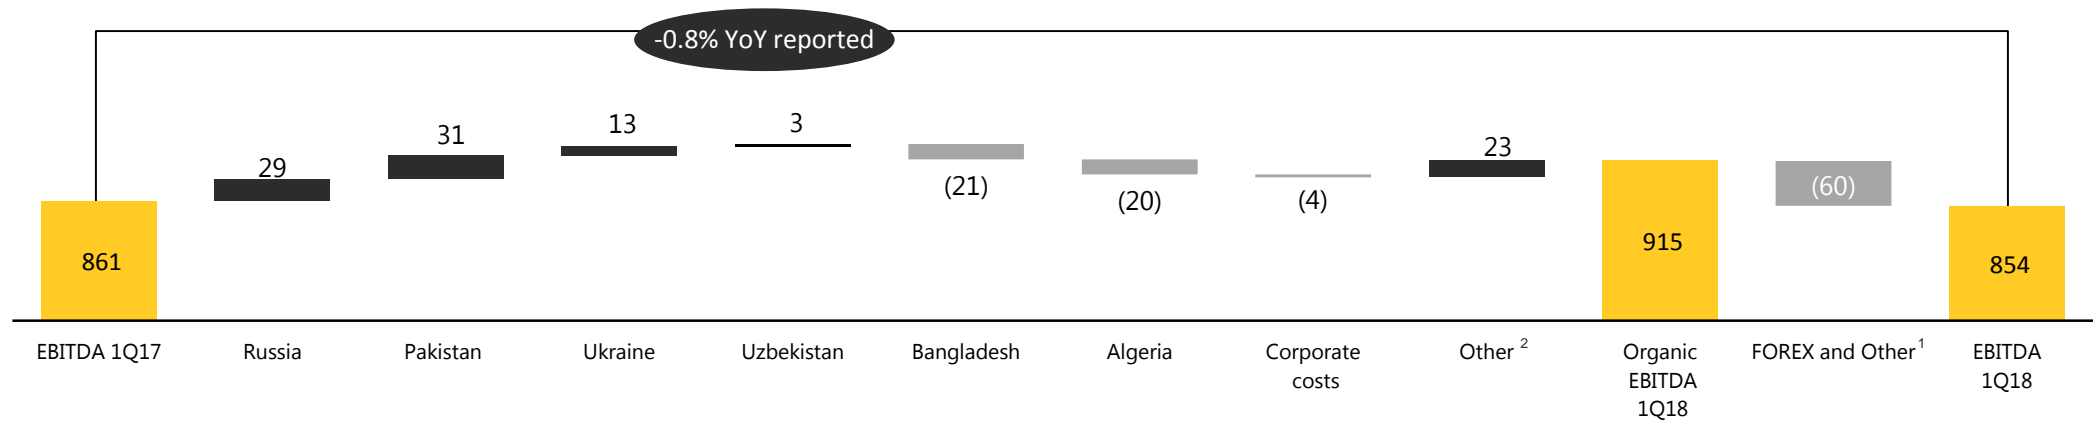 -0.8% YoY reported
861
29
31
13
3
(21)
(20)
(4)
23
915
(60)
854
EBITDA 1Q17
Russia
Pakistan
Ukraine
Uzbekistan
Bangladesh
Algeria
Corporate
costs
Other 2
Organic
EBITDA
1Q18
FOREX and Other 1
EBITDA
1Q18